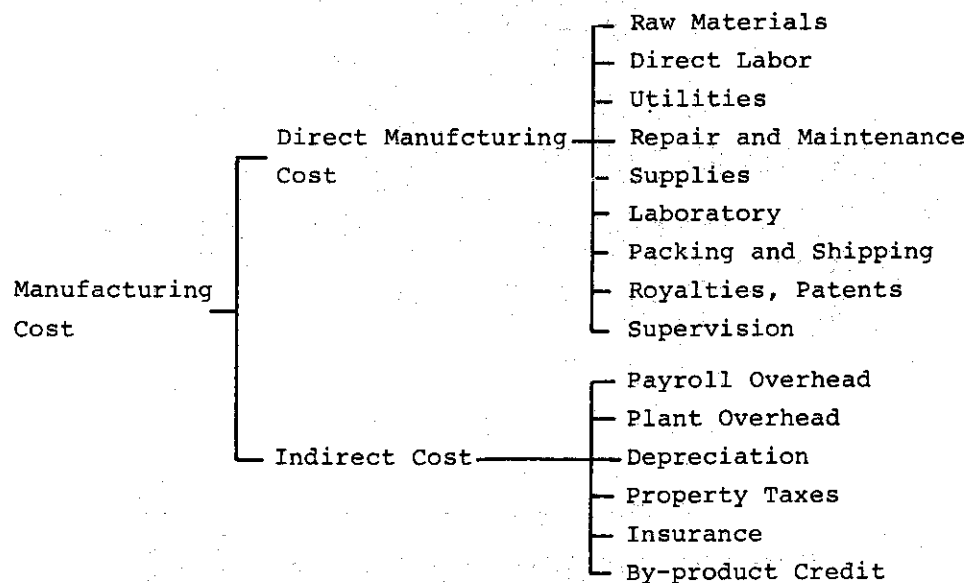 Raw Materials
Direct Labor
Utilities
Direct Manufcturing
Cost
Repair and Maintenance
Supplies
Laboratory
Packing and Shipping
Royalties, Patents
Supervision
Manufacturing
Cost
Payroll Overhead
Plant Overhead
Indirect Cost
Depreciation
Property Taxes
Insurance
By-product Credit